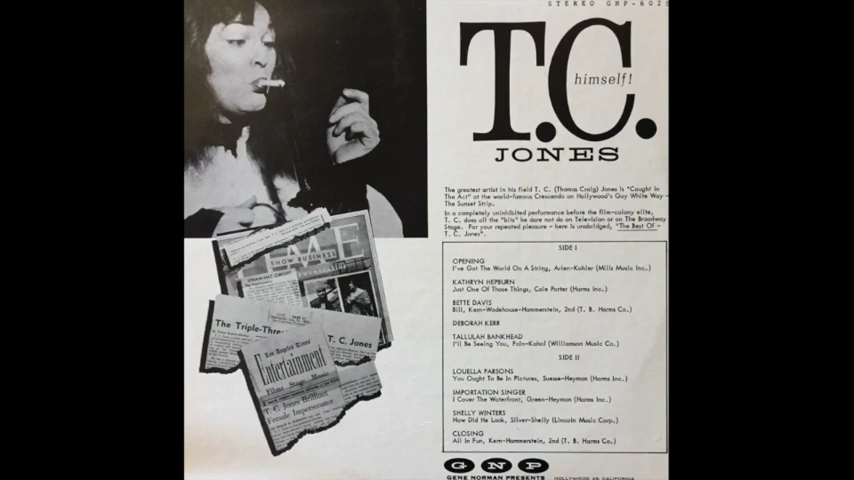 STEREO GNP-602S
T.C.
himself!
JONES
The greatest artist in his field T. C. (Thomas Craig) Jones is "Caught In
The Act" at the world-famous Crescendo on Hollywood's Gay White Way -
The Sunset Strip.
In a completely uninhibited performance before the film-colony elite,
T. C. does all the "bits" he dare not do on Television or on The Broadway
Stage. For your repeated pleasure - here is unabridged, "The Best Of -
T. C. Jones".
SIDE I
OPENING
I've Got The World On A String, Arlen-Kohler (Mills Music Inc.)
KATHRYN HEPBURN
Just One Of Those Things, Cole Porter (Harms Inc.)
BETTE DAVIS
Bill, Kern-Wodehouse-Hammerstein, 2nd (T. B. Harms Co.)
DEBORAH KERR
TALLULAH BANKHEAD
I'll Be Seeing You, Fain-Kahal (Williamson Music Co.)
SIDE II
LOUELLA PARSONS
You Ought To Be In Pictures, Suesse-Heyman (Harms Inc.)
IMPORTATION SINGER
I Cover The Waterfront, Green-Heyman (Harms Inc.)
SHELLY WINTERS
How Did He Look, Silver-Shelly (Lincoln Music Corp.)
CLOSING
All In Fun, Kern-Hammerstein, 2nd (T. B. Harms Co.)
GNP
GENE NORMAN PRESENTS HOLLYWOOD 46 CALIFORNIA
SHOW BUSINESS
The Triple-Thre
T. C. Jones
Los Angeles Times
Entertainment
Films Stage Music
T. C. Jones Brilliant
Female Impersonator